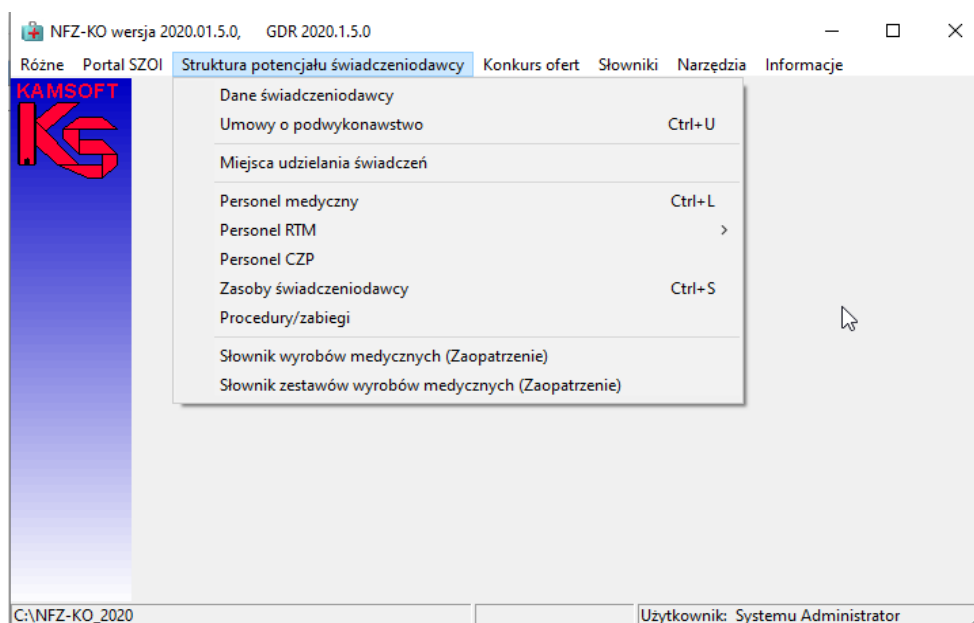 NFZ-KO wersja 2020.01.5.0, GDR 2020.1.5.0
Różne Portal SZOI Struktura potencjału świadczeniodawcy Konkurs ofert Słowniki Narzędzia Informacje
KAMSOFT
KS
Dane świadczeniodawcy
Umowy o podwykonawstwo Ctrl+U
Miejsca udzielania świadczeń
Personel medyczny Ctrl+L
Personel RTM
Personel CZP
Zasoby świadczeniodawcy Ctrl+S
Procedury/zabiegi
Słownik wyrobów medycznych (Zaopatrzenie)
Słownik zestawów wyrobów medycznych (Zaopatrzenie)
C:\NFZ-KO_2020 Użytkownik: Systemu Administrator